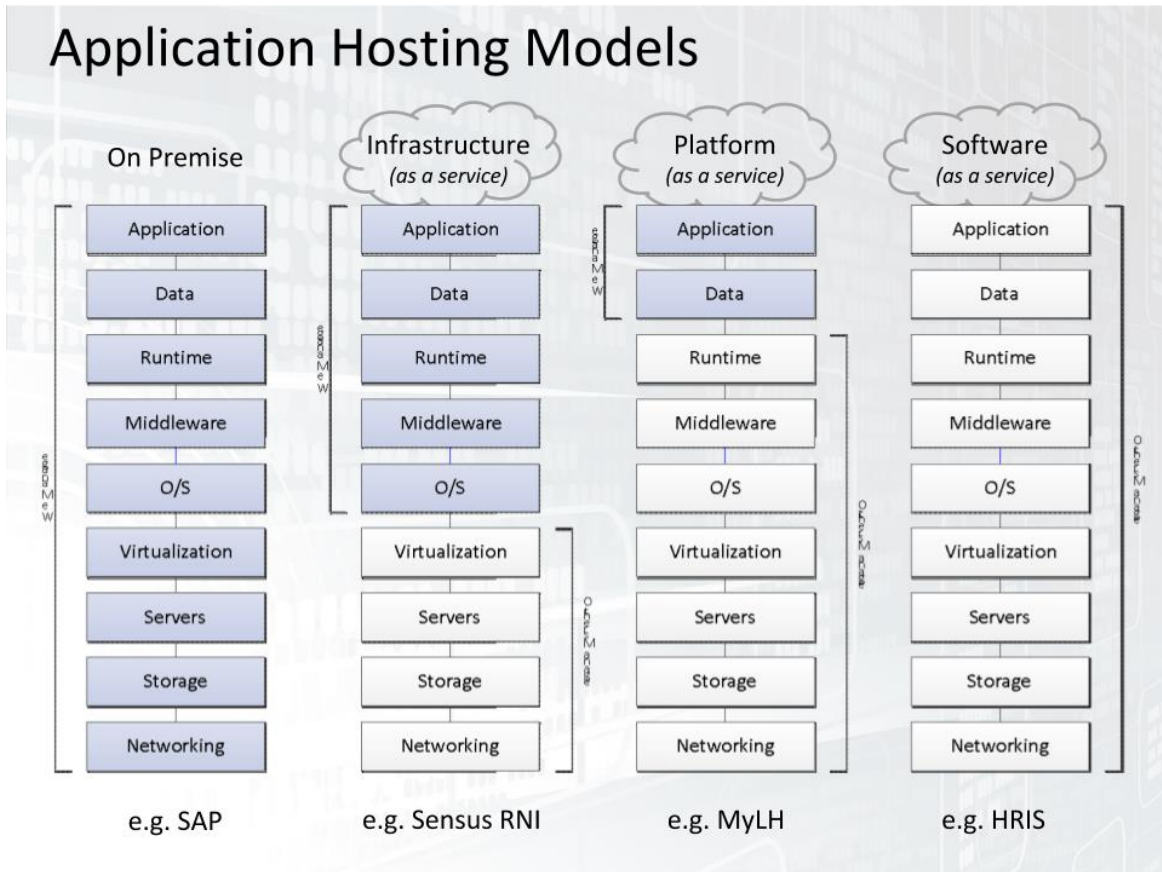 Application Hosting Models
On Premise
Infrastructure
(as a service)
Platform
(as a service)
Software
(as a service)
Application
Data
Runtime
Middleware
O/S
Virtualization
Servers
Storage
Networking
e.g. SAP
Application
Data
Runtime
Middleware
O/S
Virtualization
Servers
Storage
Networking
e.g. Sensus RNI
Application
Data
Runtime
Middleware
O/S
Virtualization
Servers
Storage
Networking
e.g. MyLH
Application
Data
Runtime
Middleware
O/S
Virtualization
Servers
Storage
Networking
e.g. HRIS